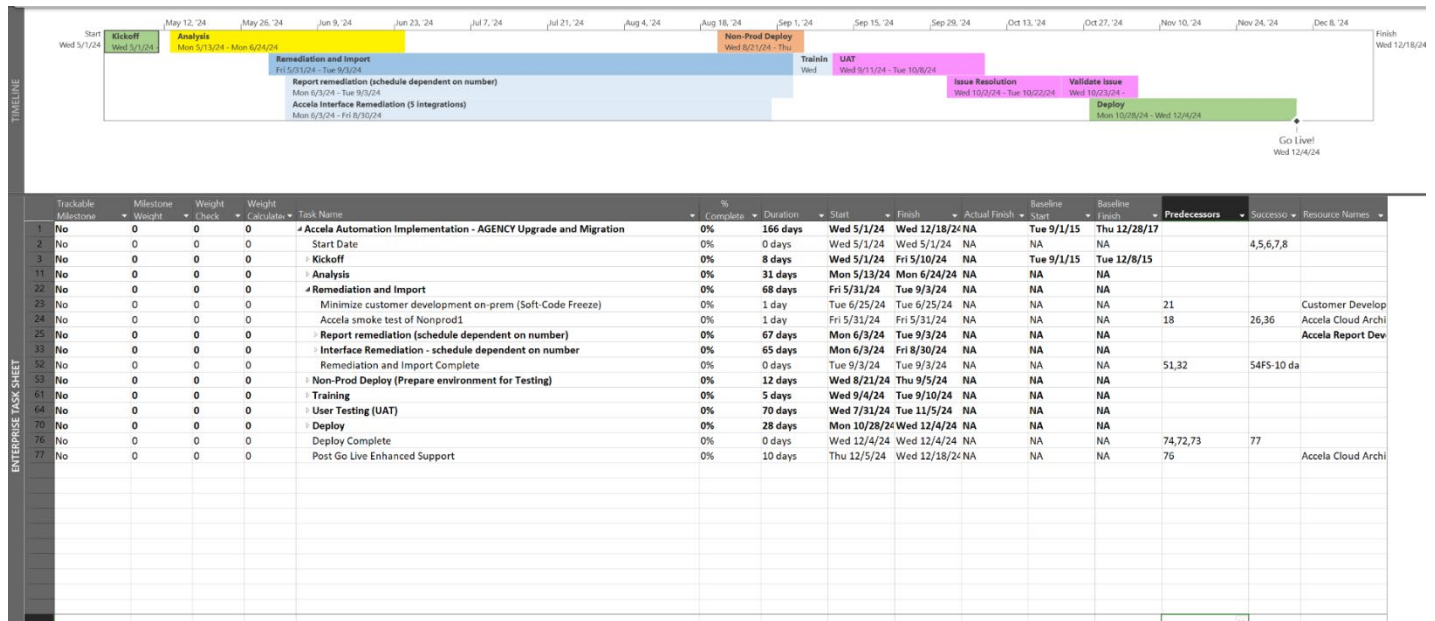 May 12, '24 May 26, '24 Jun 9, '24 Jun 23, '24 Jul 7, '24 Jul 21, '24 Aug 4, '24 Aug 18, '24 Sep 1, '24 Sep 15, '24 Sep 29, '24 Oct 13, '24 Oct 27, '24 Nov 10, '24 Nov 24, '24 Dec 8, '24
Start Kickoff Analysis Non-Prod Deploy Finish
Wed 5/1/24 Wed 5/1/24 - Mon 5/13/24 - Mon 6/24/24 Wed 8/21/24 - Thu Wed 12/18/24
Remediation and Import Trainin UAT
Fri 5/31/24 - Tue 9/3/24 Wed Wed 9/11/24 - Tue 10/8/24
Report remediation (schedule dependent on number) Issue Resolution Validate Issue
Mon 6/3/24 - Tue 9/3/24 Wed 10/2/24 - Tue 10/22/24 Wed 10/23/24 -
Accela Interface Remediation (5 integrations) Deploy
Mon 6/3/24 - Fri 8/30/24 Mon 10/28/24 - Wed 12/4/24
TIMELINE
Go Live!
Wed 12/4/24
Trackable Milestone Weight Weight % Baseline Baseline
Milestone Weight Check Calculate Task Name Complete Duration Start Finish Actual Finish Start Finish Predecessors Successo Resource Names
1 No 0 0 0 Accela Automation Implementation - AGENCY Upgrade and Migration 0% 166 days Wed 5/1/24 Wed 12/18/24 NA Tue 9/1/15 Thu 12/28/17
2 No 0 0 0 Start Date 0% 0 days Wed 5/1/24 Wed 5/1/24 NA NA NA 4,5,6,7,8
3 No 0 0 0 Kickoff 0% 8 days Wed 5/1/24 Fri 5/10/24 NA Tue 9/1/15 Tue 12/8/15
11 No 0 0 0 Analysis 0% 31 days Mon 5/13/24 Mon 6/24/24 NA NA NA
22 No 0 0 0 Remediation and Import 0% 68 days Fri 5/31/24 Tue 9/3/24 NA NA NA
23 No 0 0 0 Minimize customer development on-prem (Soft-Code Freeze) 0% 1 day Tue 6/25/24 Tue 6/25/24 NA NA NA 21 Customer Develop
24 No 0 0 0 Accela smoke test of Nonprod1 0% 1 day Fri 5/31/24 Fri 5/31/24 NA NA NA 18 26,36 Accela Cloud Archi
25 No 0 0 0 Report remediation (schedule dependent on number) 0% 67 days Mon 6/3/24 Tue 9/3/24 NA NA NA Accela Report Dev
33 No 0 0 0 Interface Remediation - schedule dependent on number 0% 65 days Mon 6/3/24 Fri 8/30/24 NA NA NA
52 No 0 0 0 Remediation and Import Complete 0% 0 days Tue 9/3/24 Tue 9/3/24 NA NA NA 51,32 54FS-10 da
53 No 0 0 0 Non-Prod Deploy (Prepare environment for Testing) 0% 12 days Wed 8/21/24 Thu 9/5/24 NA NA NA
61 No 0 0 0 Training 0% 5 days Wed 9/4/24 Tue 9/10/24 NA NA NA
64 No 0 0 0 User Testing (UAT) 0% 70 days Wed 7/31/24 Tue 11/5/24 NA NA NA
70 No 0 0 0 Deploy 0% 28 days Mon 10/28/24 Wed 12/4/24 NA NA NA
76 No 0 0 0 Deploy Complete 0% 0 days Wed 12/4/24 Wed 12/4/24 NA NA NA 74,72,73 77
77 No 0 0 0 Post Go Live Enhanced Support 0% 10 days Thu 12/5/24 Wed 12/18/24 NA NA NA 76 Accela Cloud Archi
ENTERPRISE TASK SHEET